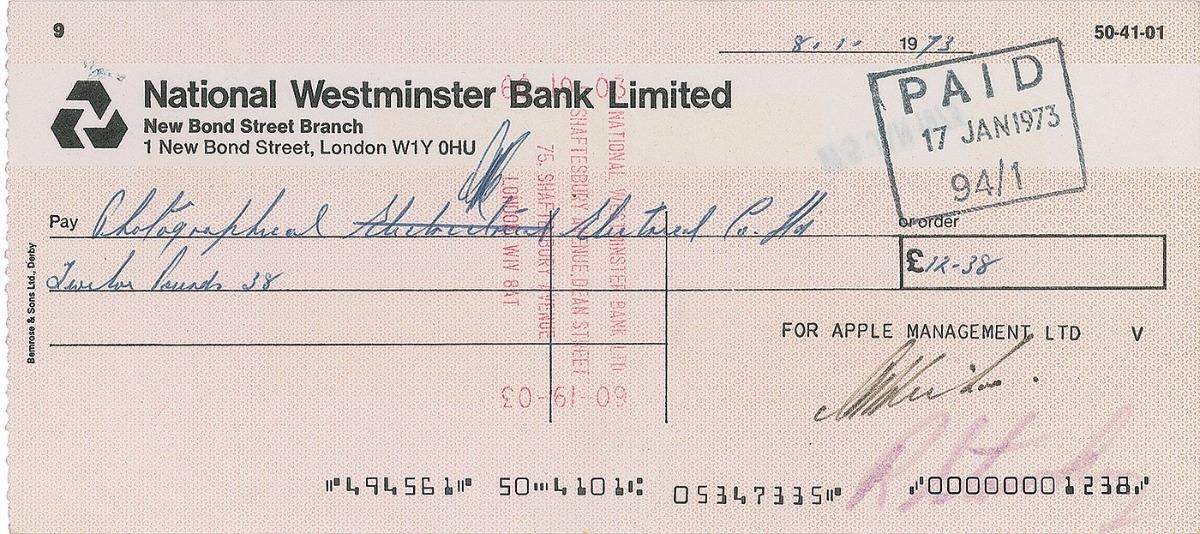 9
50-41-01
8.1. 1973
National Westminster Bank Limited
New Bond Street Branch
1 New Bond Street, London W1Y 0HU
PAID
17 JAN 1973
94/1
Pay Photographical Electrical Co. Ltd or order
Twelve Pounds 38
£12-38
FOR APPLE MANAGEMENT LTD V
Bemrose & Sons Ltd., Derby
NATIONAL WESTMINSTER BANK LTD
SHAFTESBURY AVENUE, DEAN STREET
75, SHAFTESBURY AVENUE
LONDON W1V 8AT
60-19-03
494561 50 4101 05347335 0000001238